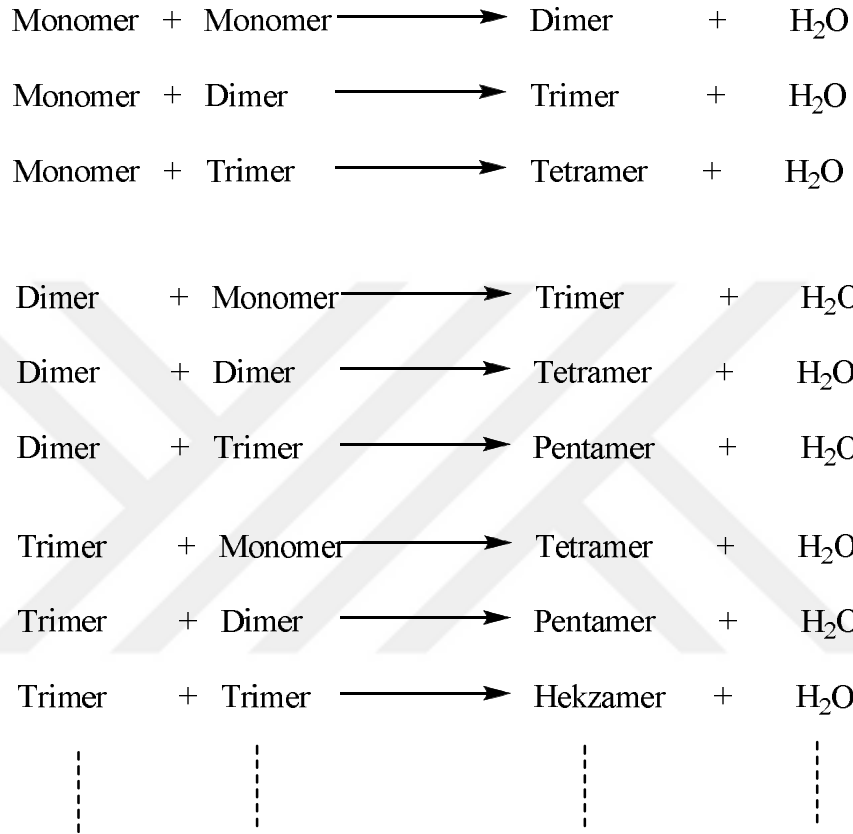 Monomer + Monomer ⟶ Dimer + H₂O
Monomer + Dimer ⟶ Trimer + H₂O
Monomer + Trimer ⟶ Tetramer + H₂O
Dimer + Monomer ⟶ Trimer + H₂O
Dimer + Dimer ⟶ Tetramer + H₂O
Dimer + Trimer ⟶ Pentamer + H₂O
Trimer + Monomer ⟶ Tetramer + H₂O
Trimer + Dimer ⟶ Pentamer + H₂O
Trimer + Trimer ⟶ Hekzamer + H₂O